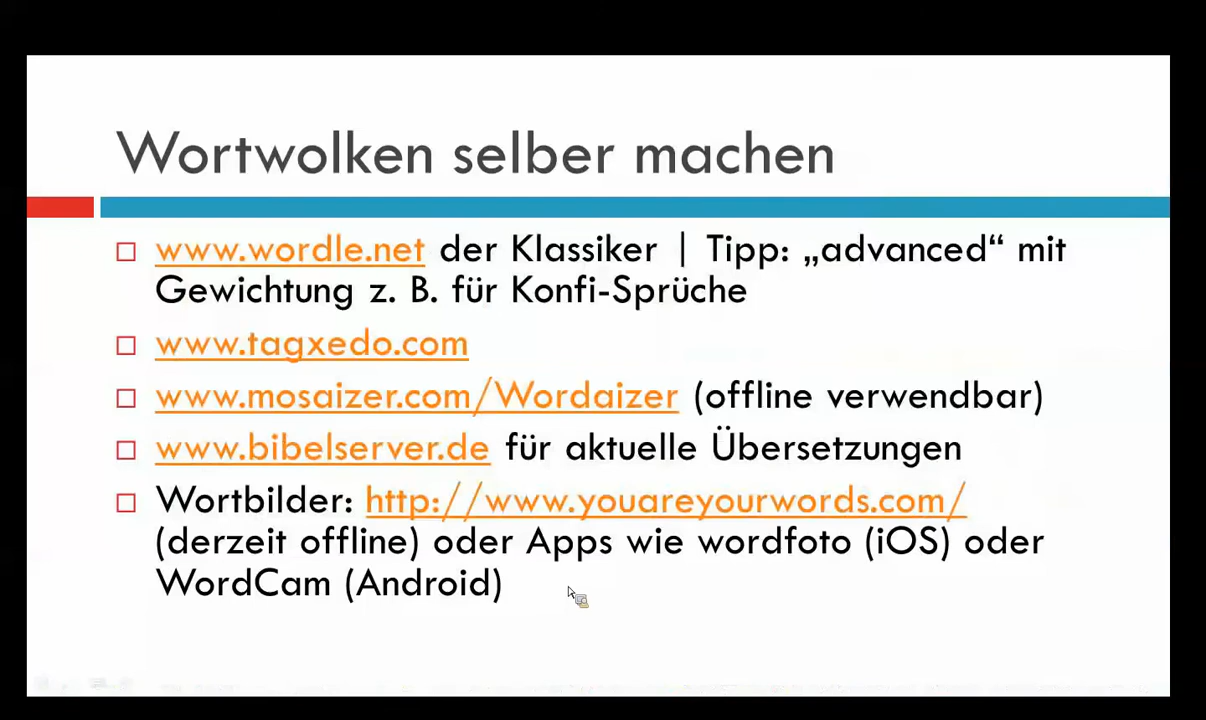 Wortwolken selber machen
www.wordle.net der Klassiker | Tipp: „advanced“ mit
Gewichtung z. B. für Konfi-Sprüche
www.tagxedo.com
www.mosaizer.com/Wordaizer (offline verwendbar)
www.bibelserver.de für aktuelle Übersetzungen
Wortbilder: http://www.youareyourwords.com/
(derzeit offline) oder Apps wie wordfoto (iOS) oder
WordCam (Android)